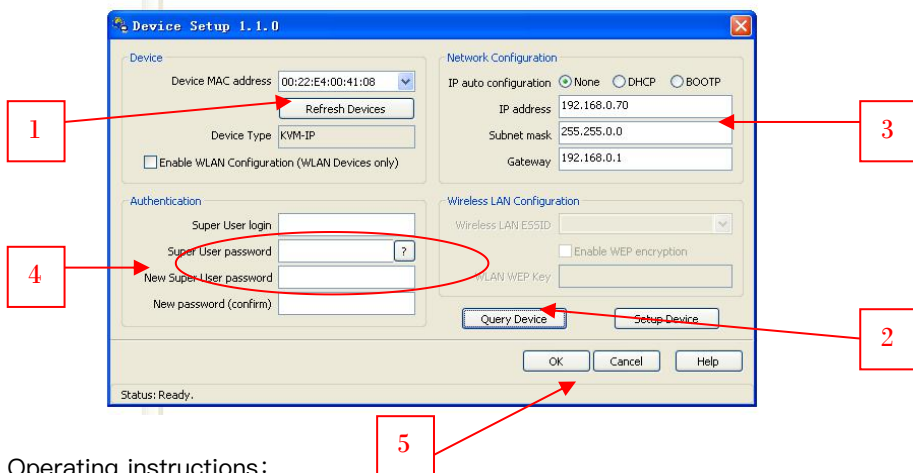 Device Setup 1.1.0
Device
Device MAC address 00:22:E4:00:41:08
Refresh Devices
Device Type KVM-IP
Enable WLAN Configuration (WLAN Devices only)
Network Configuration
IP auto configuration None DHCP BOOTP
IP address 192.168.0.70
Subnet mask 255.255.0.0
Gateway 192.168.0.1
1
3
Authentication
Super User login
Super User password ?
New Super User password
New password (confirm)
4
Wireless LAN Configuration
Wireless LAN ESSID
Enable WEP encryption
WLAN WEP Key
Query Device Setup Device
2
OK Cancel Help
Status: Ready.
5
Operating instructions: